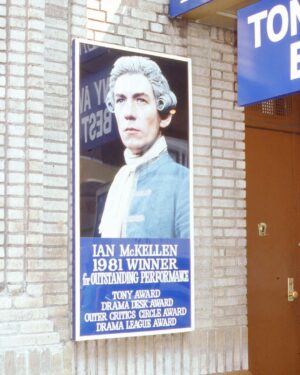 TON
IAN McKELLEN
1981 WINNER
for OUTSTANDING PERFORMANCE
TONY AWARD
DRAMA DESK AWARD
OUTER CRITICS CIRCLE AWARD
DRAMA LEAGUE AWARD